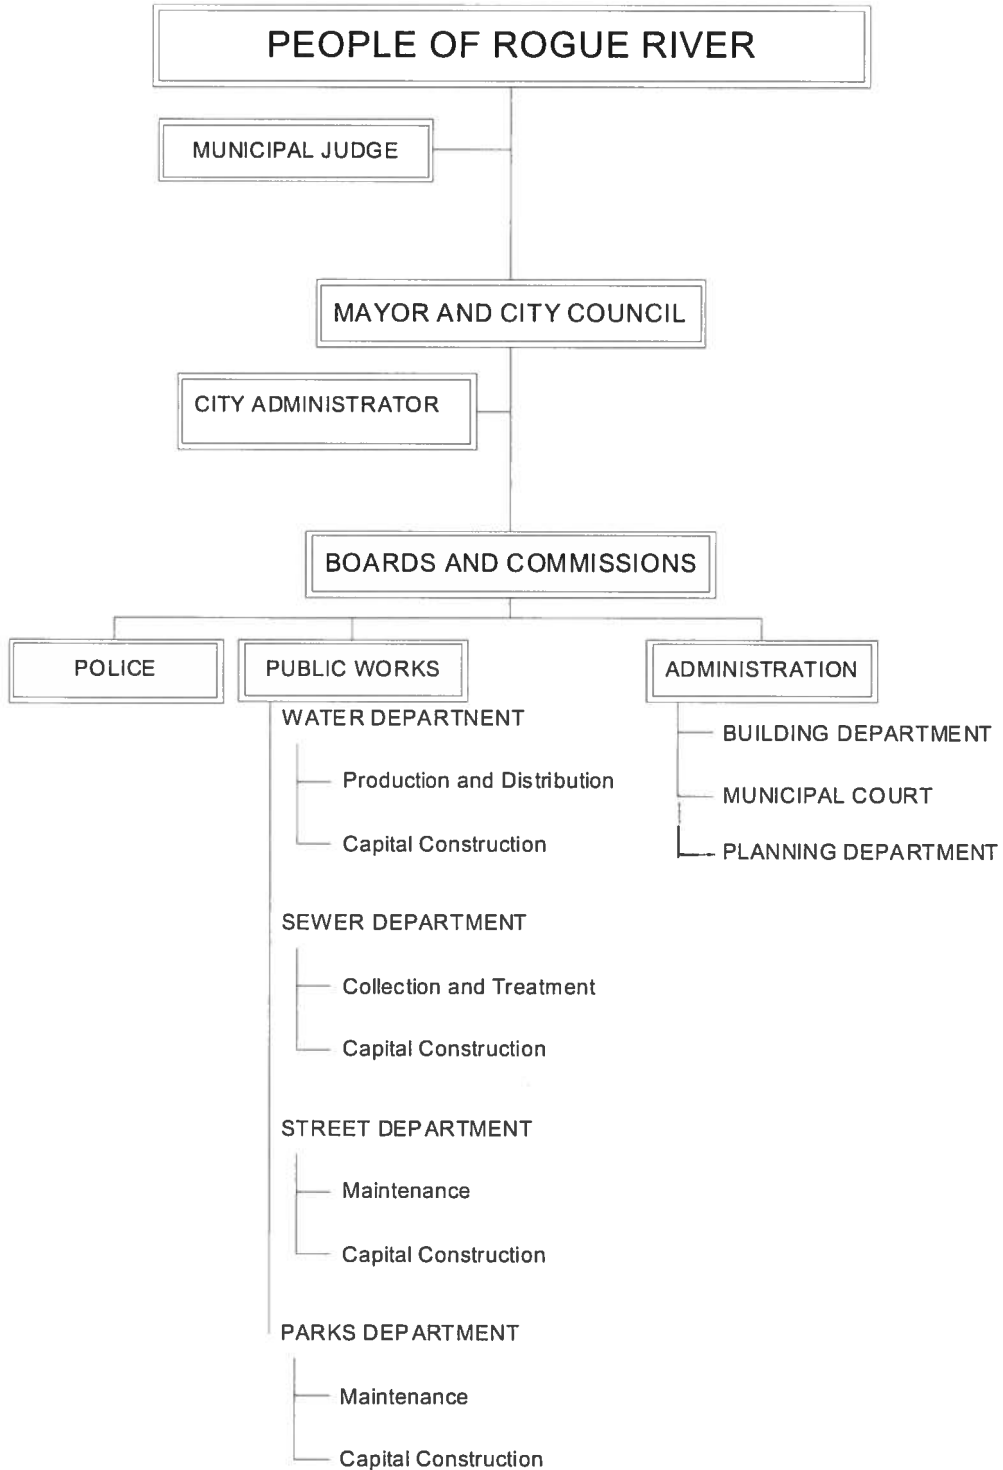 PEOPLE OF ROGUE RIVER
MUNICIPAL JUDGE
MAYOR AND CITY COUNCIL
CITY ADMINISTRATOR
BOARDS AND COMMISSIONS
POLICE
PUBLIC WORKS
WATER DEPARTNENT
Production and Distribution
Capital Construction
SEWER DEPARTMENT
Collection and Treatment
Capital Construction
STREET DEPARTMENT
Maintenance
Capital Construction
PARKS DEPARTMENT
Maintenance
Capital Construction
ADMINISTRATION
BUILDING DEPARTMENT
MUNICIPAL COURT
PLANNING DEPARTMENT